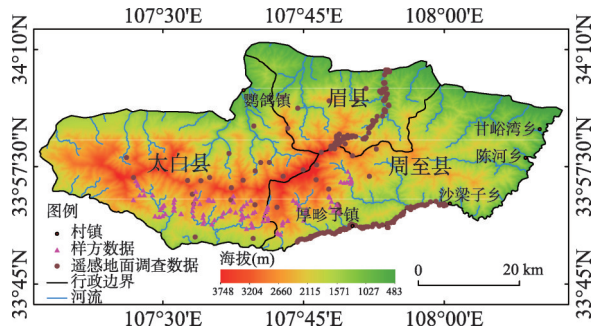 107°30′E 107°45′E 108°00′E
34°10′N 34°10′N
鹦鸽镇 眉县
甘峪湾乡
33°57′30″N 太白县 周至县 陈河乡 33°57′30″N
沙梁子乡
厚畛子镇
图例
村镇
样方数据
遥感地面调查数据
行政边界
河流
海拔(m)
3748 3204 2660 2115 1571 1027 483
0 20 km
33°45′N 33°45′N
107°30′E 107°45′E 108°00′E